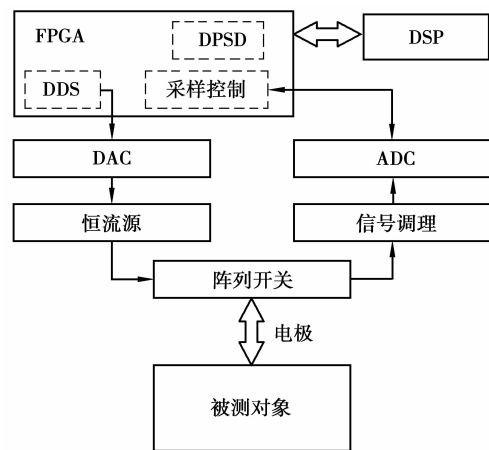 FPGA
DPSD
DSP
DDS
采样控制
DAC
ADC
恒流源
信号调理
阵列开关
电极
被测对象